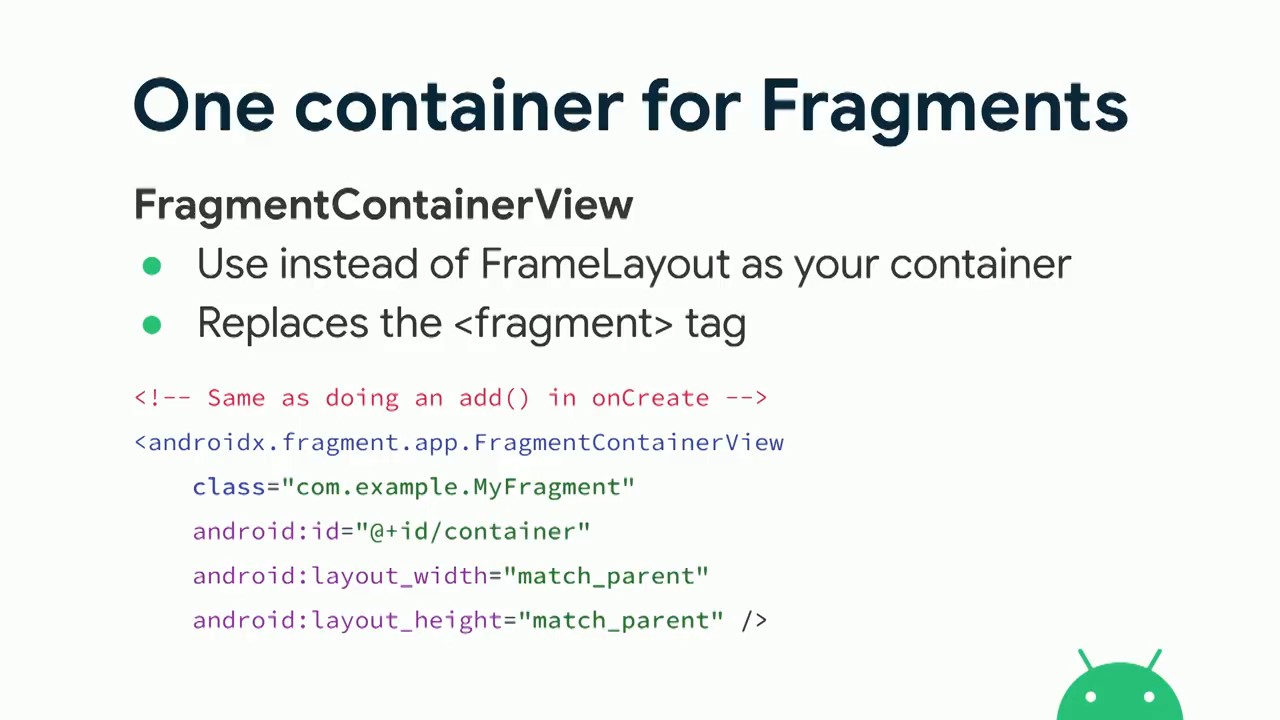 One container for Fragments
FragmentContainerView
● Use instead of FrameLayout as your container
● Replaces the <fragment> tag
<!-- Same as doing an add() in onCreate -->
<androidx.fragment.app.FragmentContainerView
    class="com.example.MyFragment"
    android:id="@+id/container"
    android:layout_width="match_parent"
    android:layout_height="match_parent" />